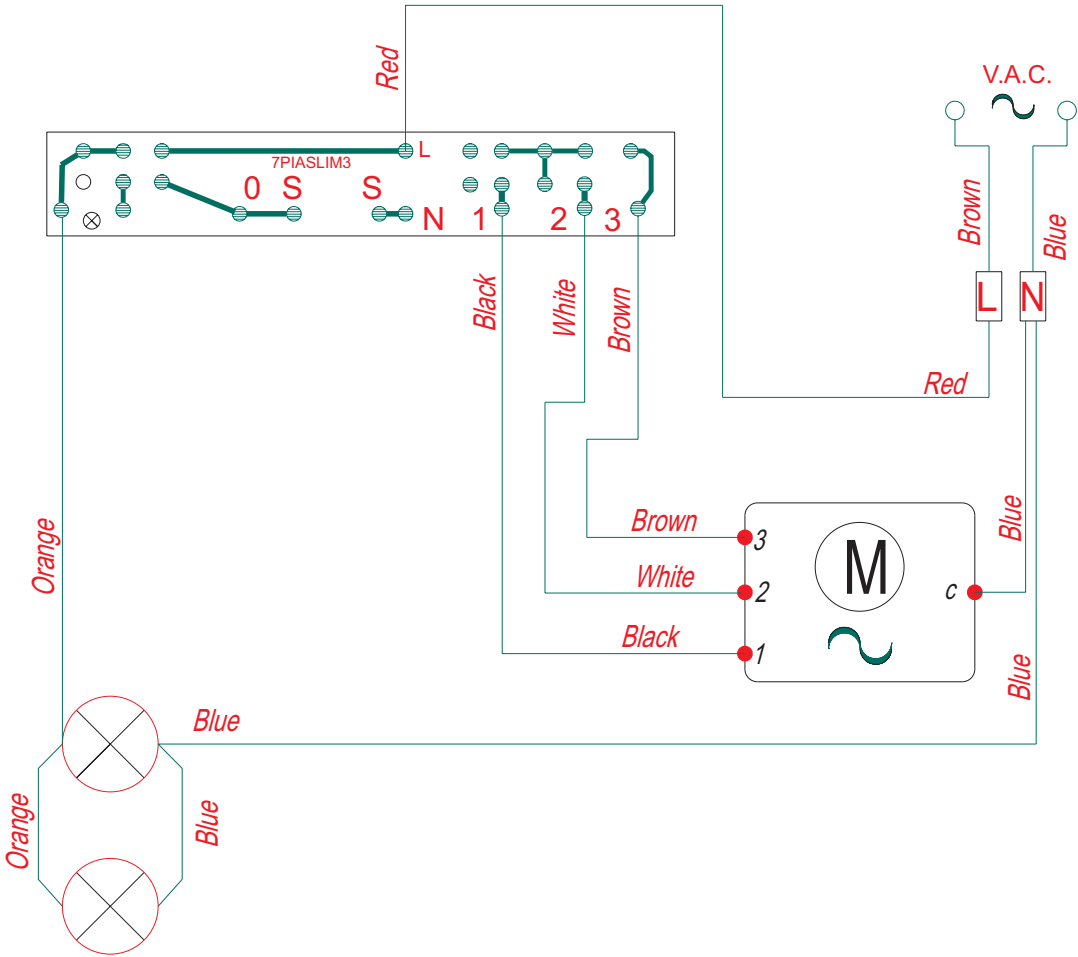 Red
V.A.C.
7PIASLIM3
L
0 S S N 1 2 3
Brown
Blue
Black
White
Brown
L N
Red
Orange
Brown
3
M
Blue
White
2
c
Black
1
Blue
Blue
Orange
Blue